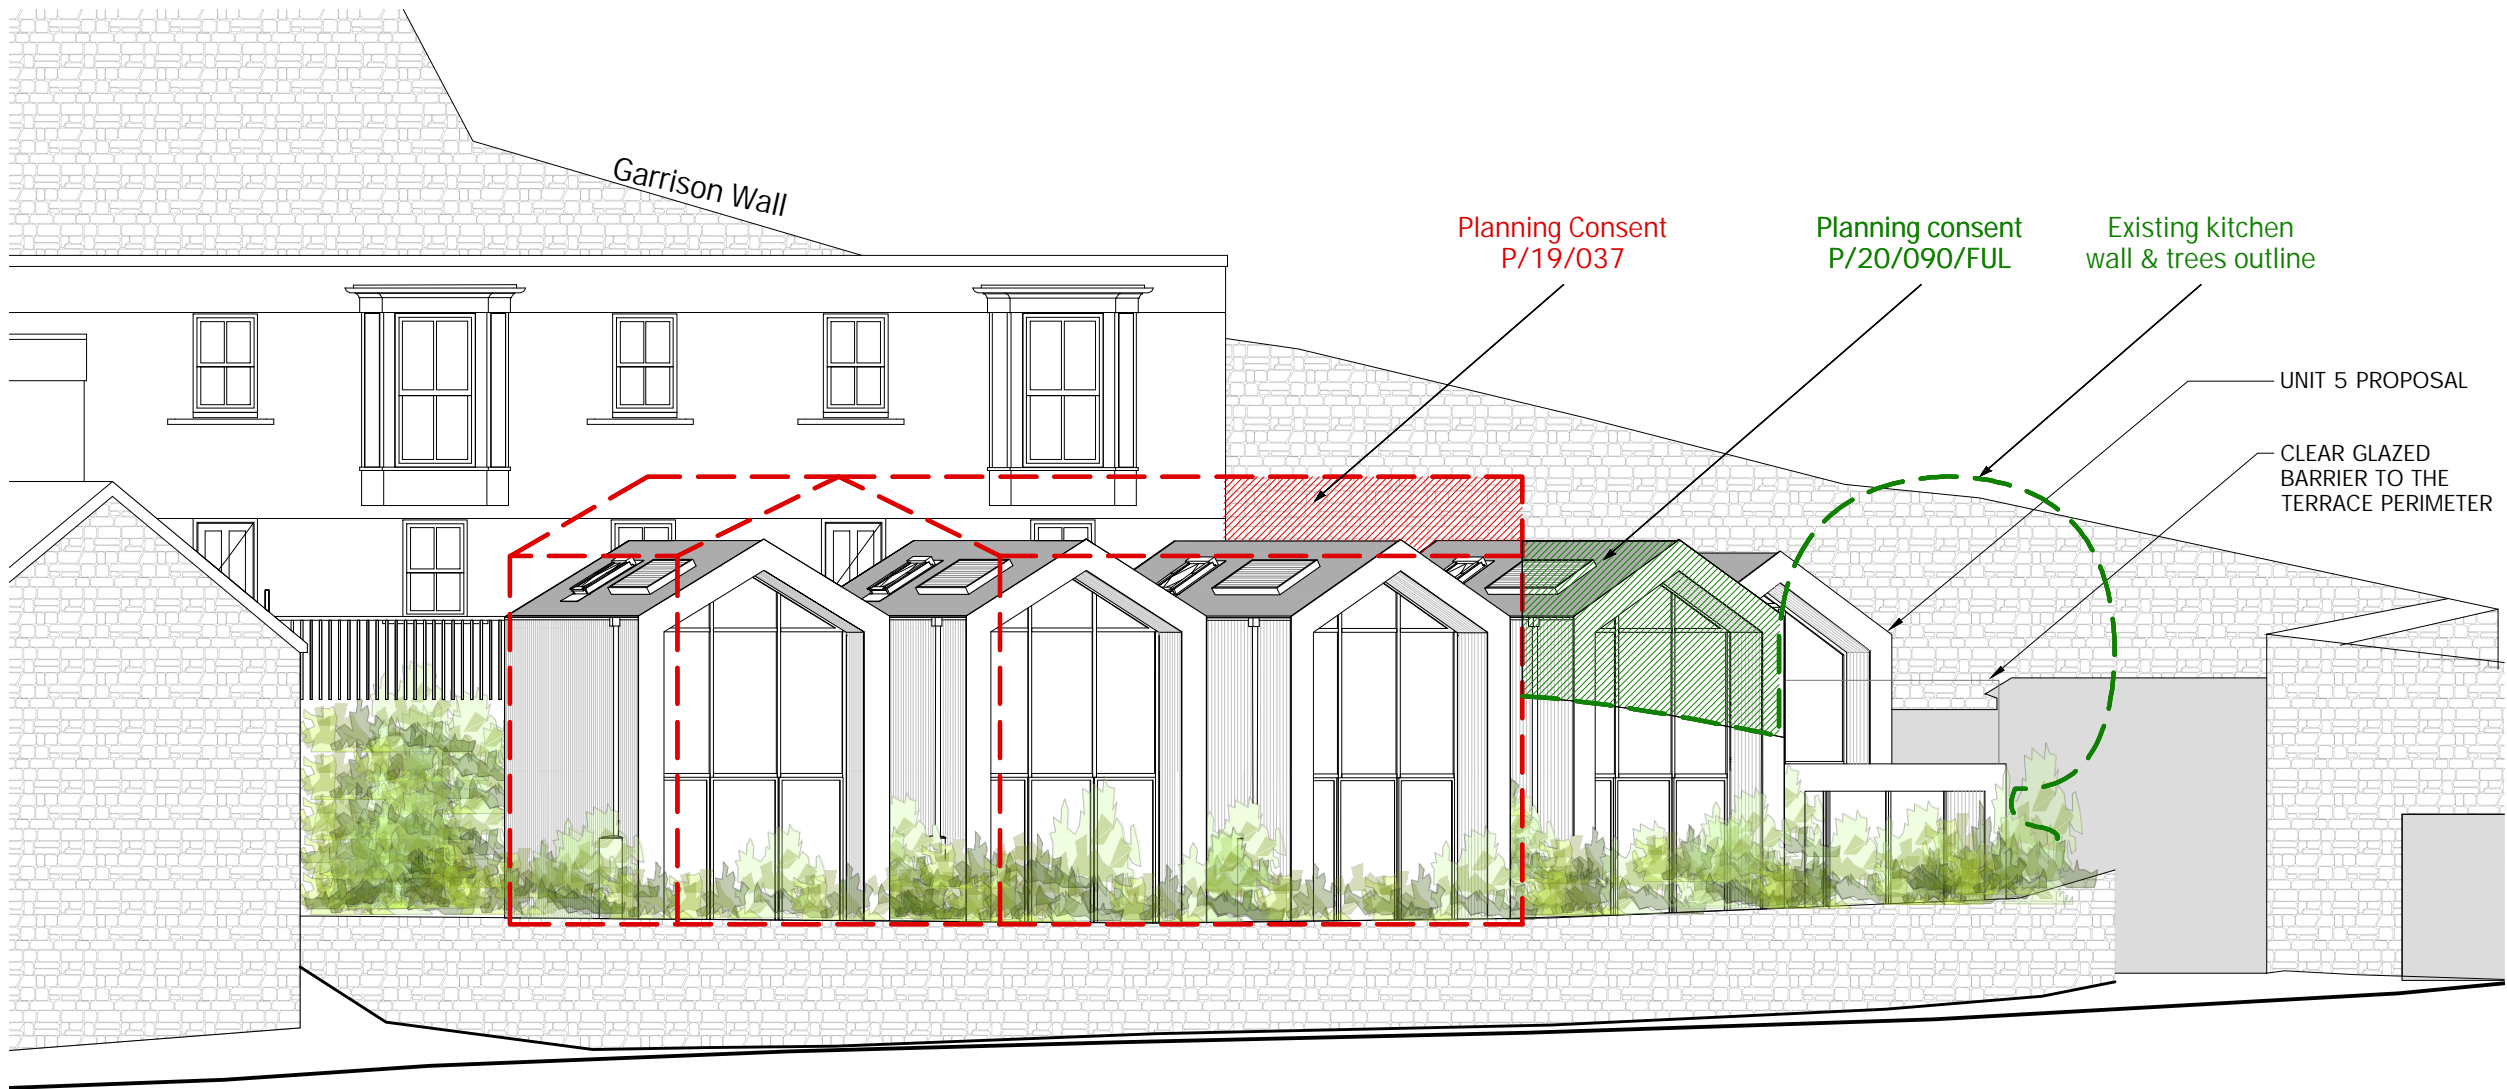 Garrison Wall
Planning Consent
P/19/037
Planning consent
P/20/090/FUL
Existing kitchen
wall & trees outline
UNIT 5 PROPOSAL
CLEAR GLAZED
BARRIER TO THE
TERRACE PERIMETER